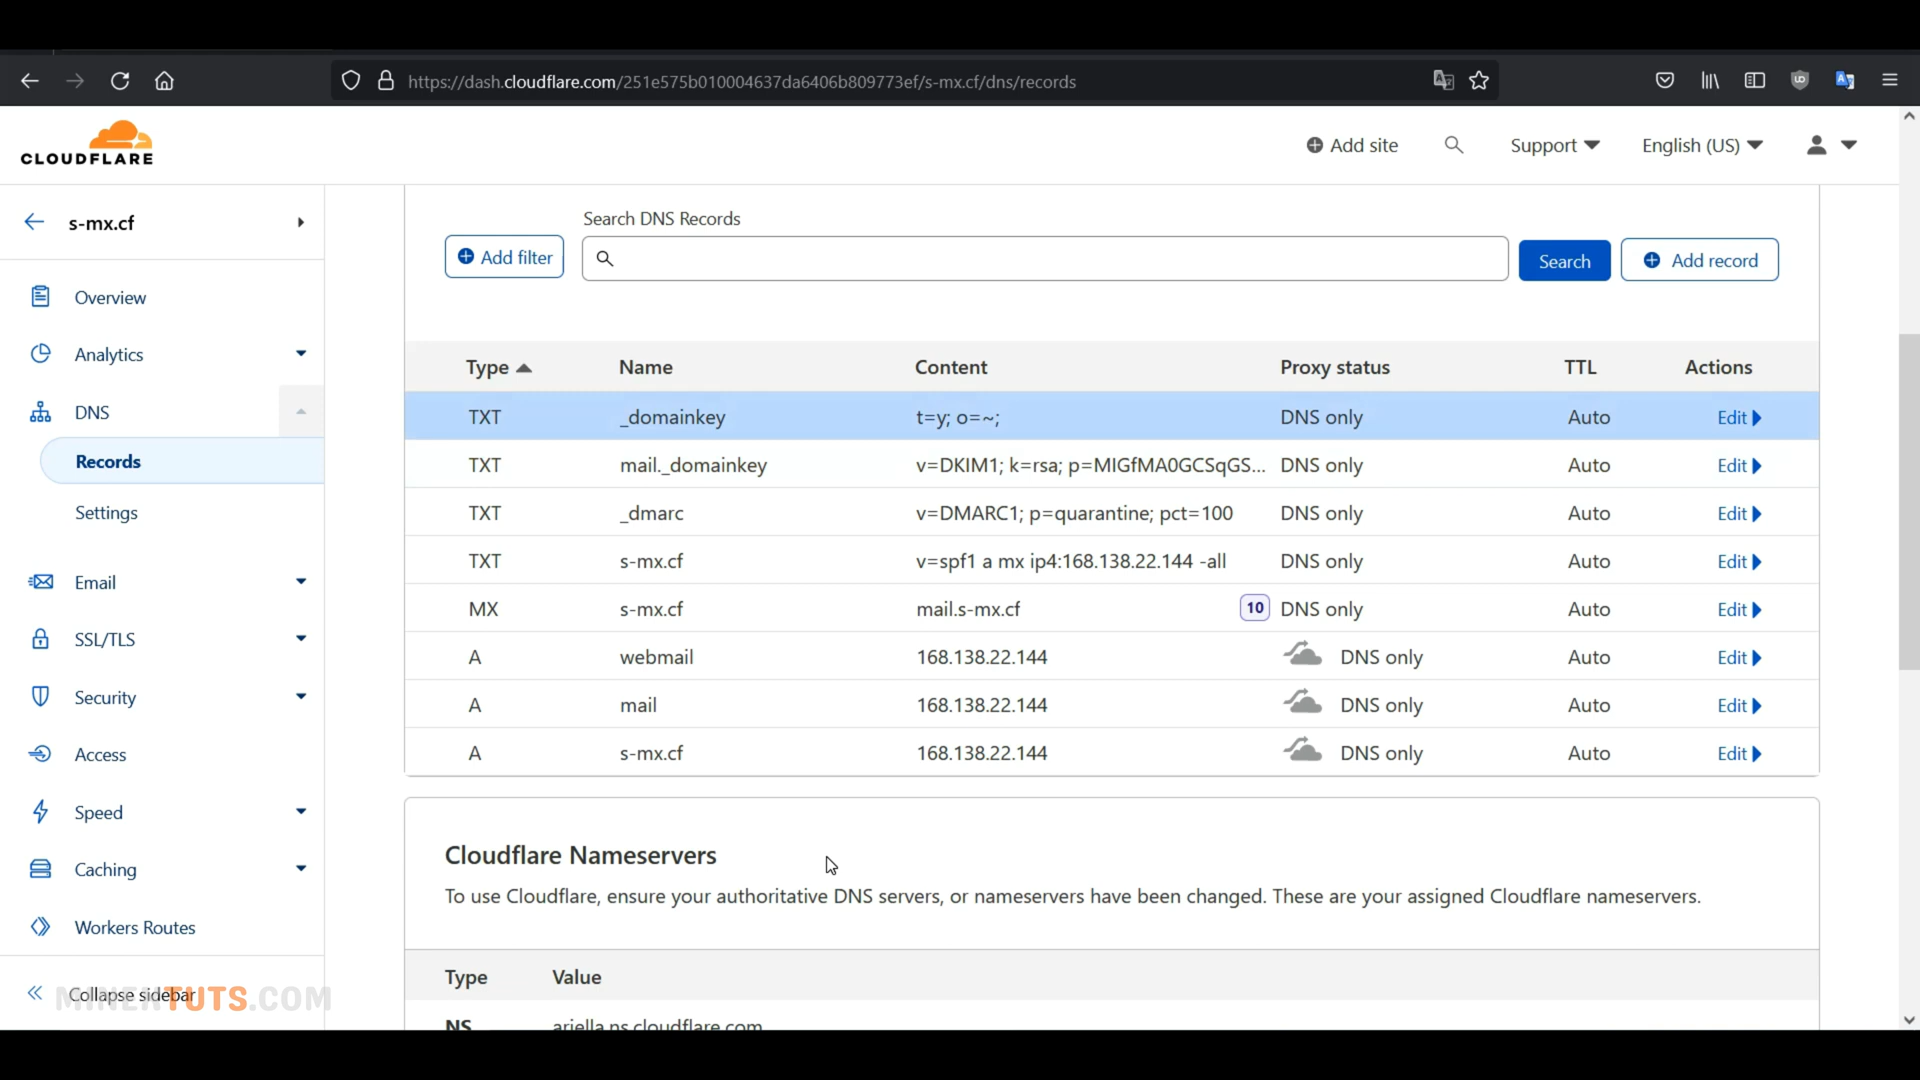 https://dash.cloudflare.com/251e575b010004637da6406b809773ef/s-mx.cf/dns/records
CLOUDFLARE
Add site
Support
English (US)
s-mx.cf
Overview
Analytics
DNS
Records
Settings
Email
SSL/TLS
Security
Access
Speed
Caching
Workers Routes
Collapse sidebar
MINENTUTS.COM
Search DNS Records
Add filter
Search
Add record
Type Name Content Proxy status TTL Actions
TXT _domainkey t=y; o=~; DNS only Auto Edit
TXT mail._domainkey v=DKIM1; k=rsa; p=MIGfMA0GCSqGS... DNS only Auto Edit
TXT _dmarc v=DMARC1; p=quarantine; pct=100 DNS only Auto Edit
TXT s-mx.cf v=spf1 a mx ip4:168.138.22.144 -all DNS only Auto Edit
MX s-mx.cf mail.s-mx.cf 10 DNS only Auto Edit
A webmail 168.138.22.144 DNS only Auto Edit
A mail 168.138.22.144 DNS only Auto Edit
A s-mx.cf 168.138.22.144 DNS only Auto Edit
Cloudflare Nameservers
To use Cloudflare, ensure your authoritative DNS servers, or nameservers have been changed. These are your assigned Cloudflare nameservers.
Type Value
NS ariella.ns.cloudflare.com